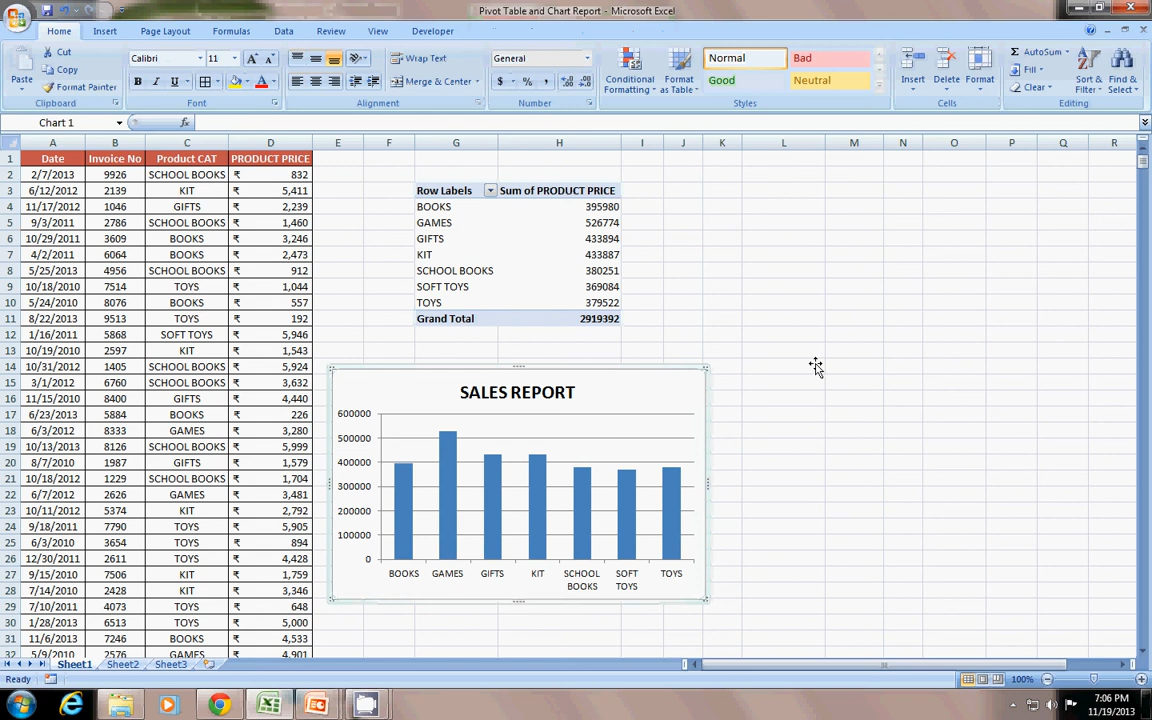 Pivot Table and Chart Report - Microsoft Excel
Home Insert Page Layout Formulas Data Review View Developer
Paste Cut Copy Format Painter Clipboard
Calibri 11 A A B I U A Font
Wrap Text Merge & Center Alignment
General $ % , Number
Conditional Formatting Format as Table Normal Bad Good Neutral Styles
Insert Delete Format Cells
Σ AutoSum Fill Clear Sort & Filter Find & Select Editing
Chart 1 fx
A B C D E F G H I J K L M N O P Q R
1 Date Invoice No Product CAT PRODUCT PRICE
2 2/7/2013 9926 SCHOOL BOOKS ₹ 832
3 6/12/2012 2139 KIT ₹ 5,411 Row Labels Sum of PRODUCT PRICE
4 11/17/2012 1046 GIFTS ₹ 2,239 BOOKS 395980
5 9/3/2011 2786 SCHOOL BOOKS ₹ 1,460 GAMES 526774
6 10/29/2011 3609 BOOKS ₹ 3,246 GIFTS 433894
7 4/2/2011 6064 BOOKS ₹ 2,473 KIT 433887
8 5/25/2013 4956 SCHOOL BOOKS ₹ 912 SCHOOL BOOKS 380251
9 10/18/2010 7514 TOYS ₹ 1,044 SOFT TOYS 369084
10 5/24/2010 8076 BOOKS ₹ 557 TOYS 379522
11 8/22/2013 9513 TOYS ₹ 192 Grand Total 2919392
12 1/16/2011 5868 SOFT TOYS ₹ 5,946
13 10/19/2010 2597 KIT ₹ 1,543
14 10/31/2012 1405 SCHOOL BOOKS ₹ 5,924
15 3/1/2012 6760 SCHOOL BOOKS ₹ 3,632
16 11/15/2010 8400 GIFTS ₹ 4,440
17 6/23/2013 5884 BOOKS ₹ 226
18 6/3/2012 8333 GAMES ₹ 3,280
19 10/13/2013 8126 SCHOOL BOOKS ₹ 5,999
20 8/7/2010 1987 GIFTS ₹ 1,579
21 10/18/2012 1229 SCHOOL BOOKS ₹ 1,704
22 6/7/2012 2626 GAMES ₹ 3,481
23 10/11/2012 5374 KIT ₹ 2,792
24 9/18/2011 7790 TOYS ₹ 5,905
25 6/3/2010 3654 TOYS ₹ 894
26 12/30/2011 2611 TOYS ₹ 4,428
27 9/15/2010 7506 KIT ₹ 1,759
28 7/14/2010 2428 KIT ₹ 3,346
29 7/10/2011 4073 TOYS ₹ 648
30 1/28/2013 6513 TOYS ₹ 5,000
31 11/6/2013 7246 BOOKS ₹ 4,533
32 5/9/2010 2576 GAMES ₹ 4,901
SALES REPORT
600000
500000
400000
300000
200000
100000
0
BOOKS GAMES GIFTS KIT SCHOOL BOOKS SOFT TOYS TOYS
Sheet1 Sheet2 Sheet3
Ready 100%
7:06 PM
11/19/2013